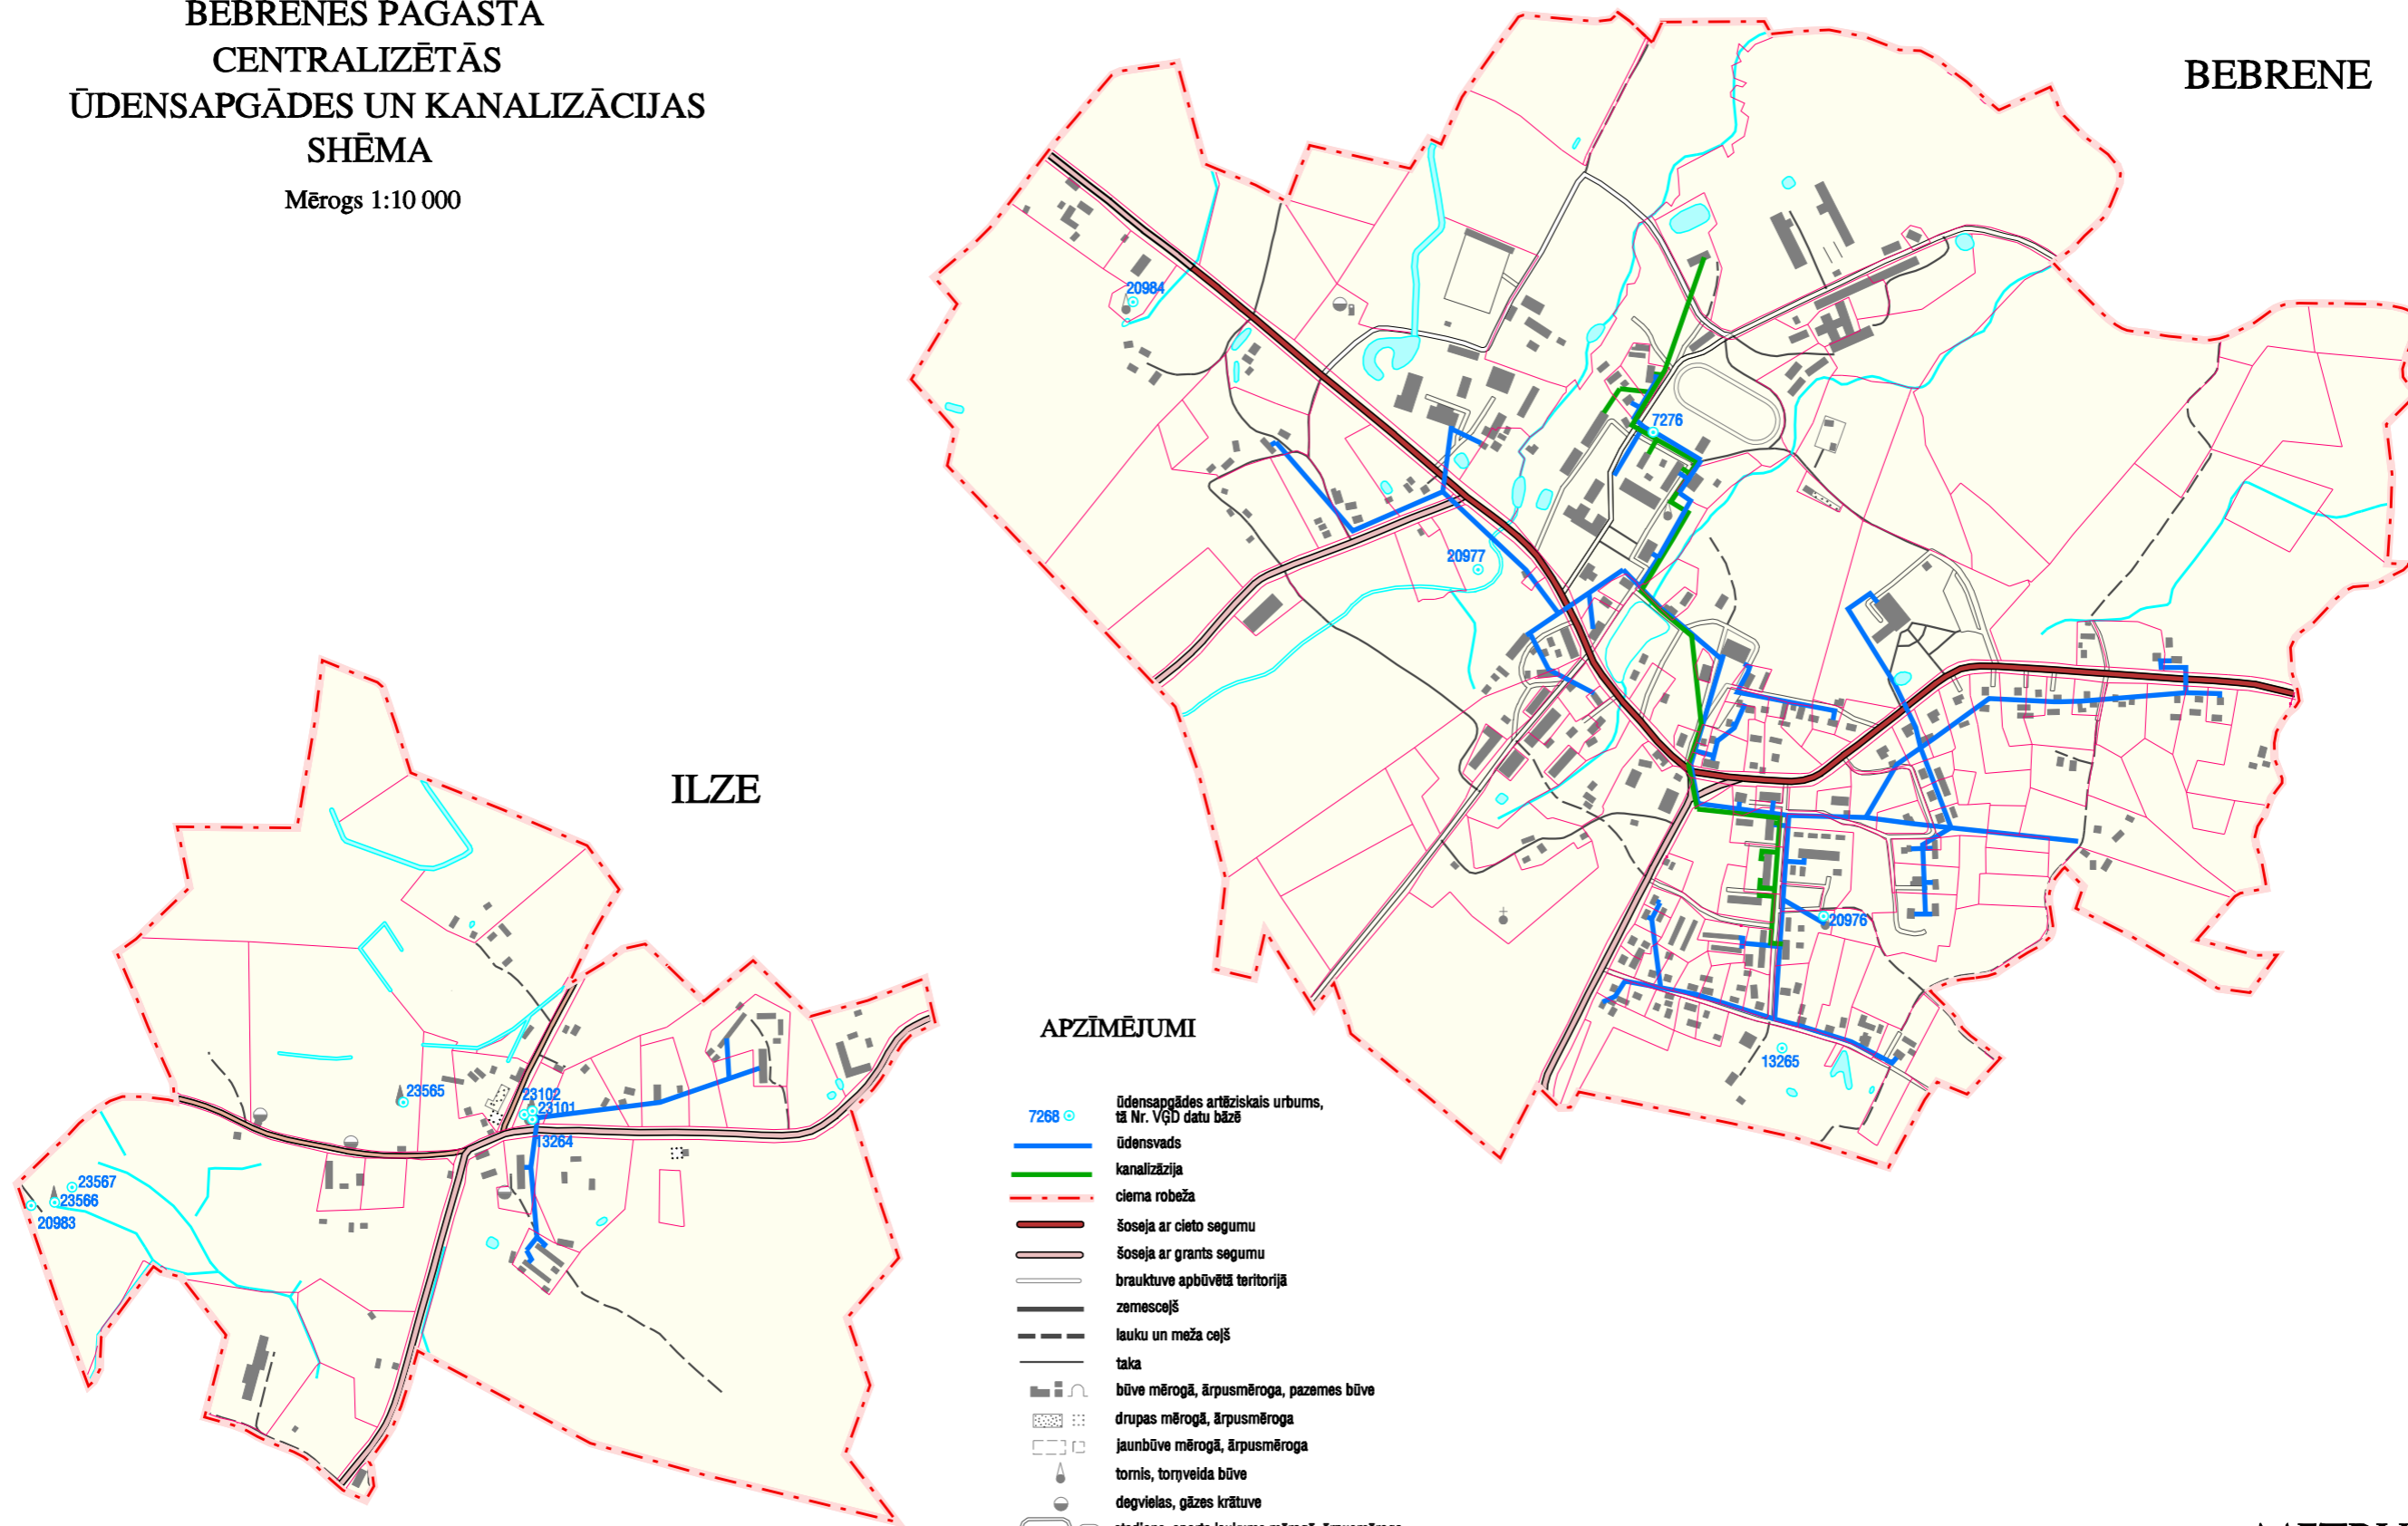 BEBRENES PAGASTA
CENTRALIZĒTĀS
ŪDENSAPGĀDES UN KANALIZĀCIJAS
SHĒMA
Mērogs 1:10 000
BEBRENE
20984
7276
20977
20976
13265
ILZE
23565
23102
23101
13264
23567
23566
20983
APZĪMĒJUMI
7268
ūdensapgādes artēziskais urbums,
tā Nr. VĢD datu bāzē
ūdensvads
kanalizāzija
ciema robeža
šoseja ar cieto segumu
šoseja ar grants segumu
brauktuve apbūvētā teritorijā
zemesceļš
lauku un meža ceļš
taka
būve mērogā, ārpusmēroga, pazemes būve
drupas mērogā, ārpusmēroga
jaunbūve mērogā, ārpusmēroga
tornis, torņveida būve
degvielas, gāzes krātuve